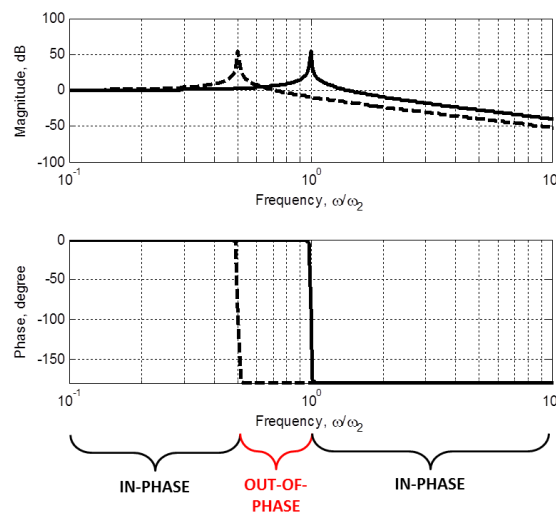 100
50
0
-50
-100
Magnitude, dB
10^-1
10^0
10
Frequency, ω/ω₂
0
-50
-100
-150
Phase, degree
10^-1
10^0
10
Frequency, ω/ω₂
IN-PHASE
OUT-OF-
PHASE
IN-PHASE